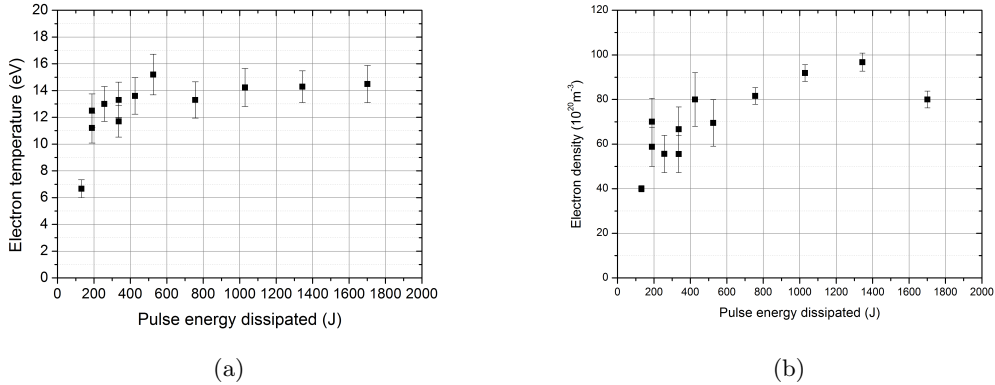 20
18
16
14
12
10
8
6
4
2
0
0 200 400 600 800 1000 1200 1400 1600 1800 2000
Electron temperature (eV)
Pulse energy dissipated (J)
(a)
120
100
80
60
40
20
0
0 200 400 600 800 1000 1200 1400 1600 1800 2000
Electron density (10²⁰m⁻³)
Pulse energy dissipated (J)
(b)